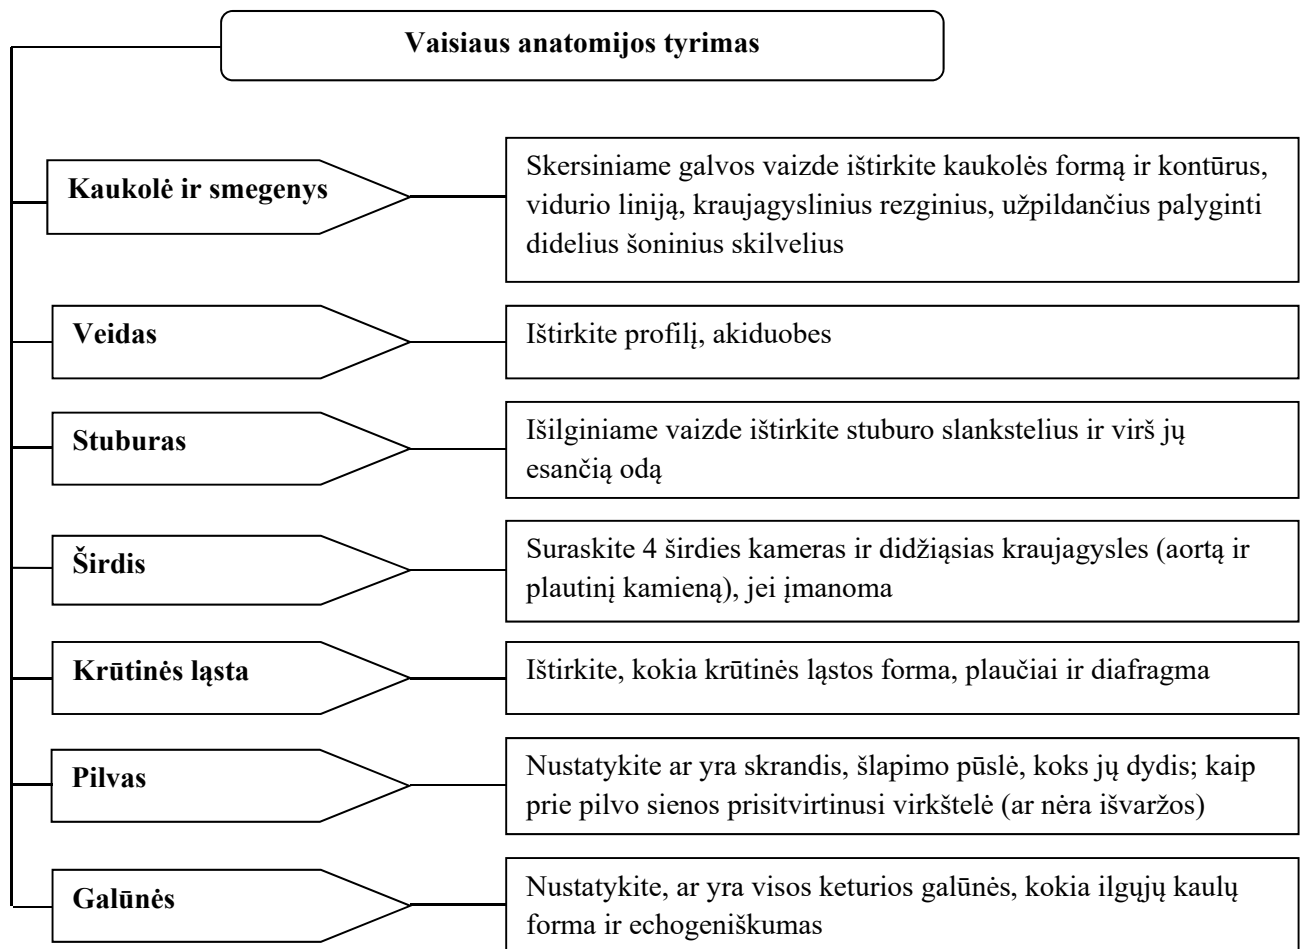 Vaisiaus anatomijos tyrimas
Kaukolė ir smegenys
Skersiniame galvos vaizde ištirkite kaukolės formą ir kontūrus,
vidurio liniją, kraujagyslinius rezginius, užpildančius palyginti
didelius šoninius skilvelius
Veidas
Ištirkite profilį, akiduobes
Stuburas
Išilginiame vaizde ištirkite stuburo slankstelius ir virš jų
esančią odą
Širdis
Suraskite 4 širdies kameras ir didžiąsias kraujagysles (aortą ir
plautinį kamieną), jei įmanoma
Krūtinės ląsta
Ištirkite, kokia krūtinės ląstos forma, plaučiai ir diafragma
Pilvas
Nustatykite ar yra skrandis, šlapimo pūslė, koks jų dydis; kaip
prie pilvo sienos prisitvirtinusi virkštelė (ar nėra išvaržos)
Galūnės
Nustatykite, ar yra visos keturios galūnės, kokia ilgųjų kaulų
forma ir echogeniškumas